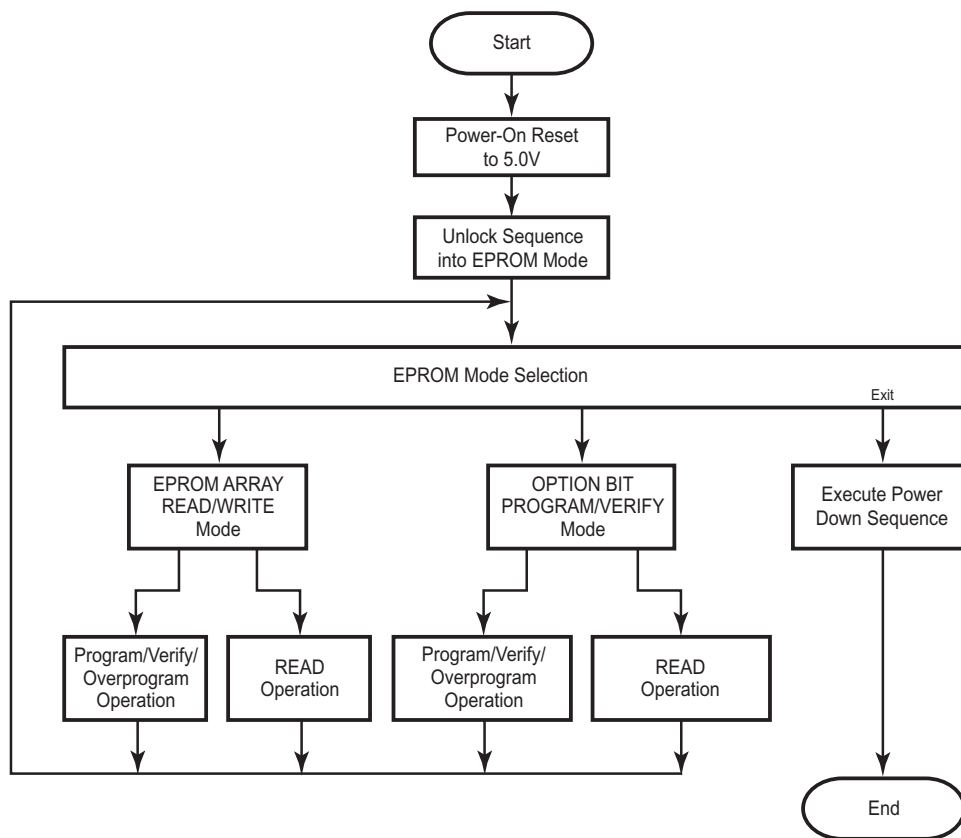 Start
Power-On Reset
to 5.0V
Unlock Sequence
into EPROM Mode
EPROM Mode Selection
Exit
EPROM ARRAY
READ/WRITE
Mode
OPTION BIT
PROGRAM/VERIFY
Mode
Execute Power
Down Sequence
Program/Verify/
Overprogram
Operation
READ
Operation
Program/Verify/
Overprogram
Operation
READ
Operation
End